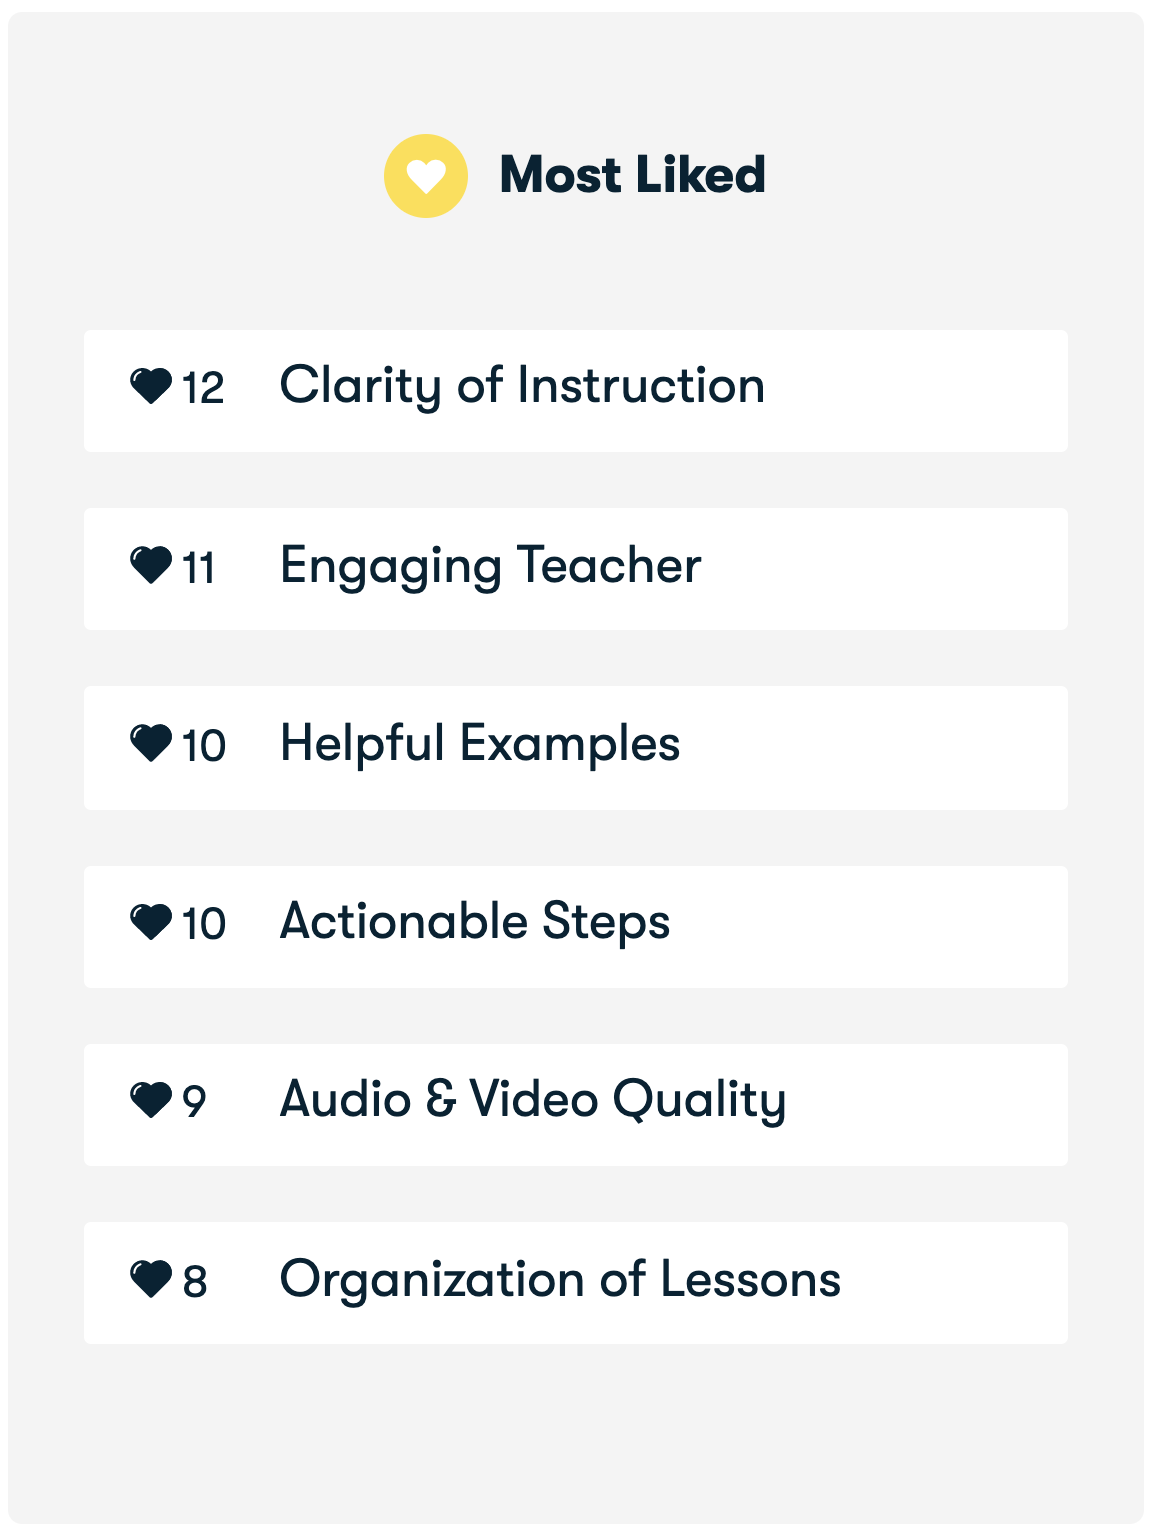 Most Liked
12 Clarity of Instruction
11 Engaging Teacher
10 Helpful Examples
10 Actionable Steps
9 Audio & Video Quality
8 Organization of Lessons